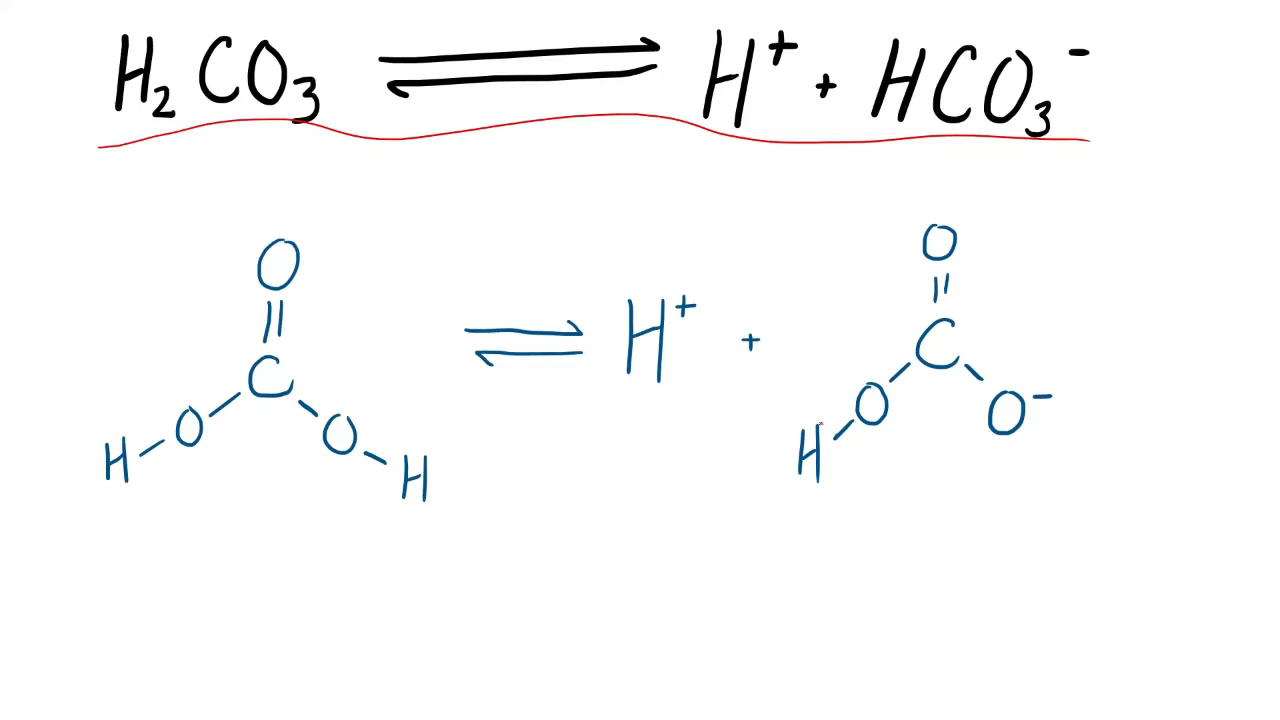 H₂CO₃ ⇌ H⁺ + HCO₃⁻
O O
|| ||
C ⇌ H⁺ + C
H-O O-H H-O O⁻